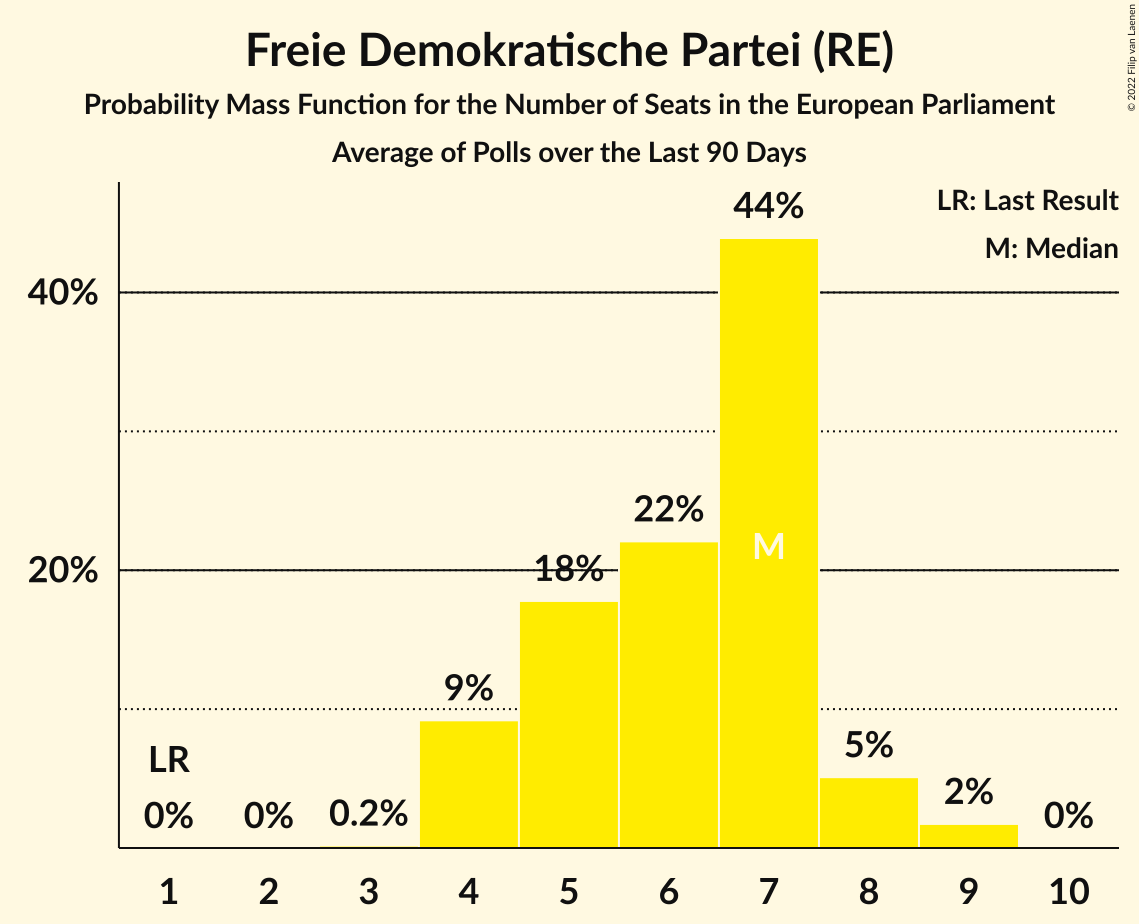 Freie Demokratische Partei (RE)
Probability Mass Function for the Number of Seats in the European Parliament
Average of Polls over the Last 90 Days
© 2022 Filip van Laenen
LR: Last Result
M: Median
44%
40%
22%
M
20%
18%
9%
LR
5%
2%
0%
0%
0.2%
0%
1 2 3 4 5 6 7 8 9 10